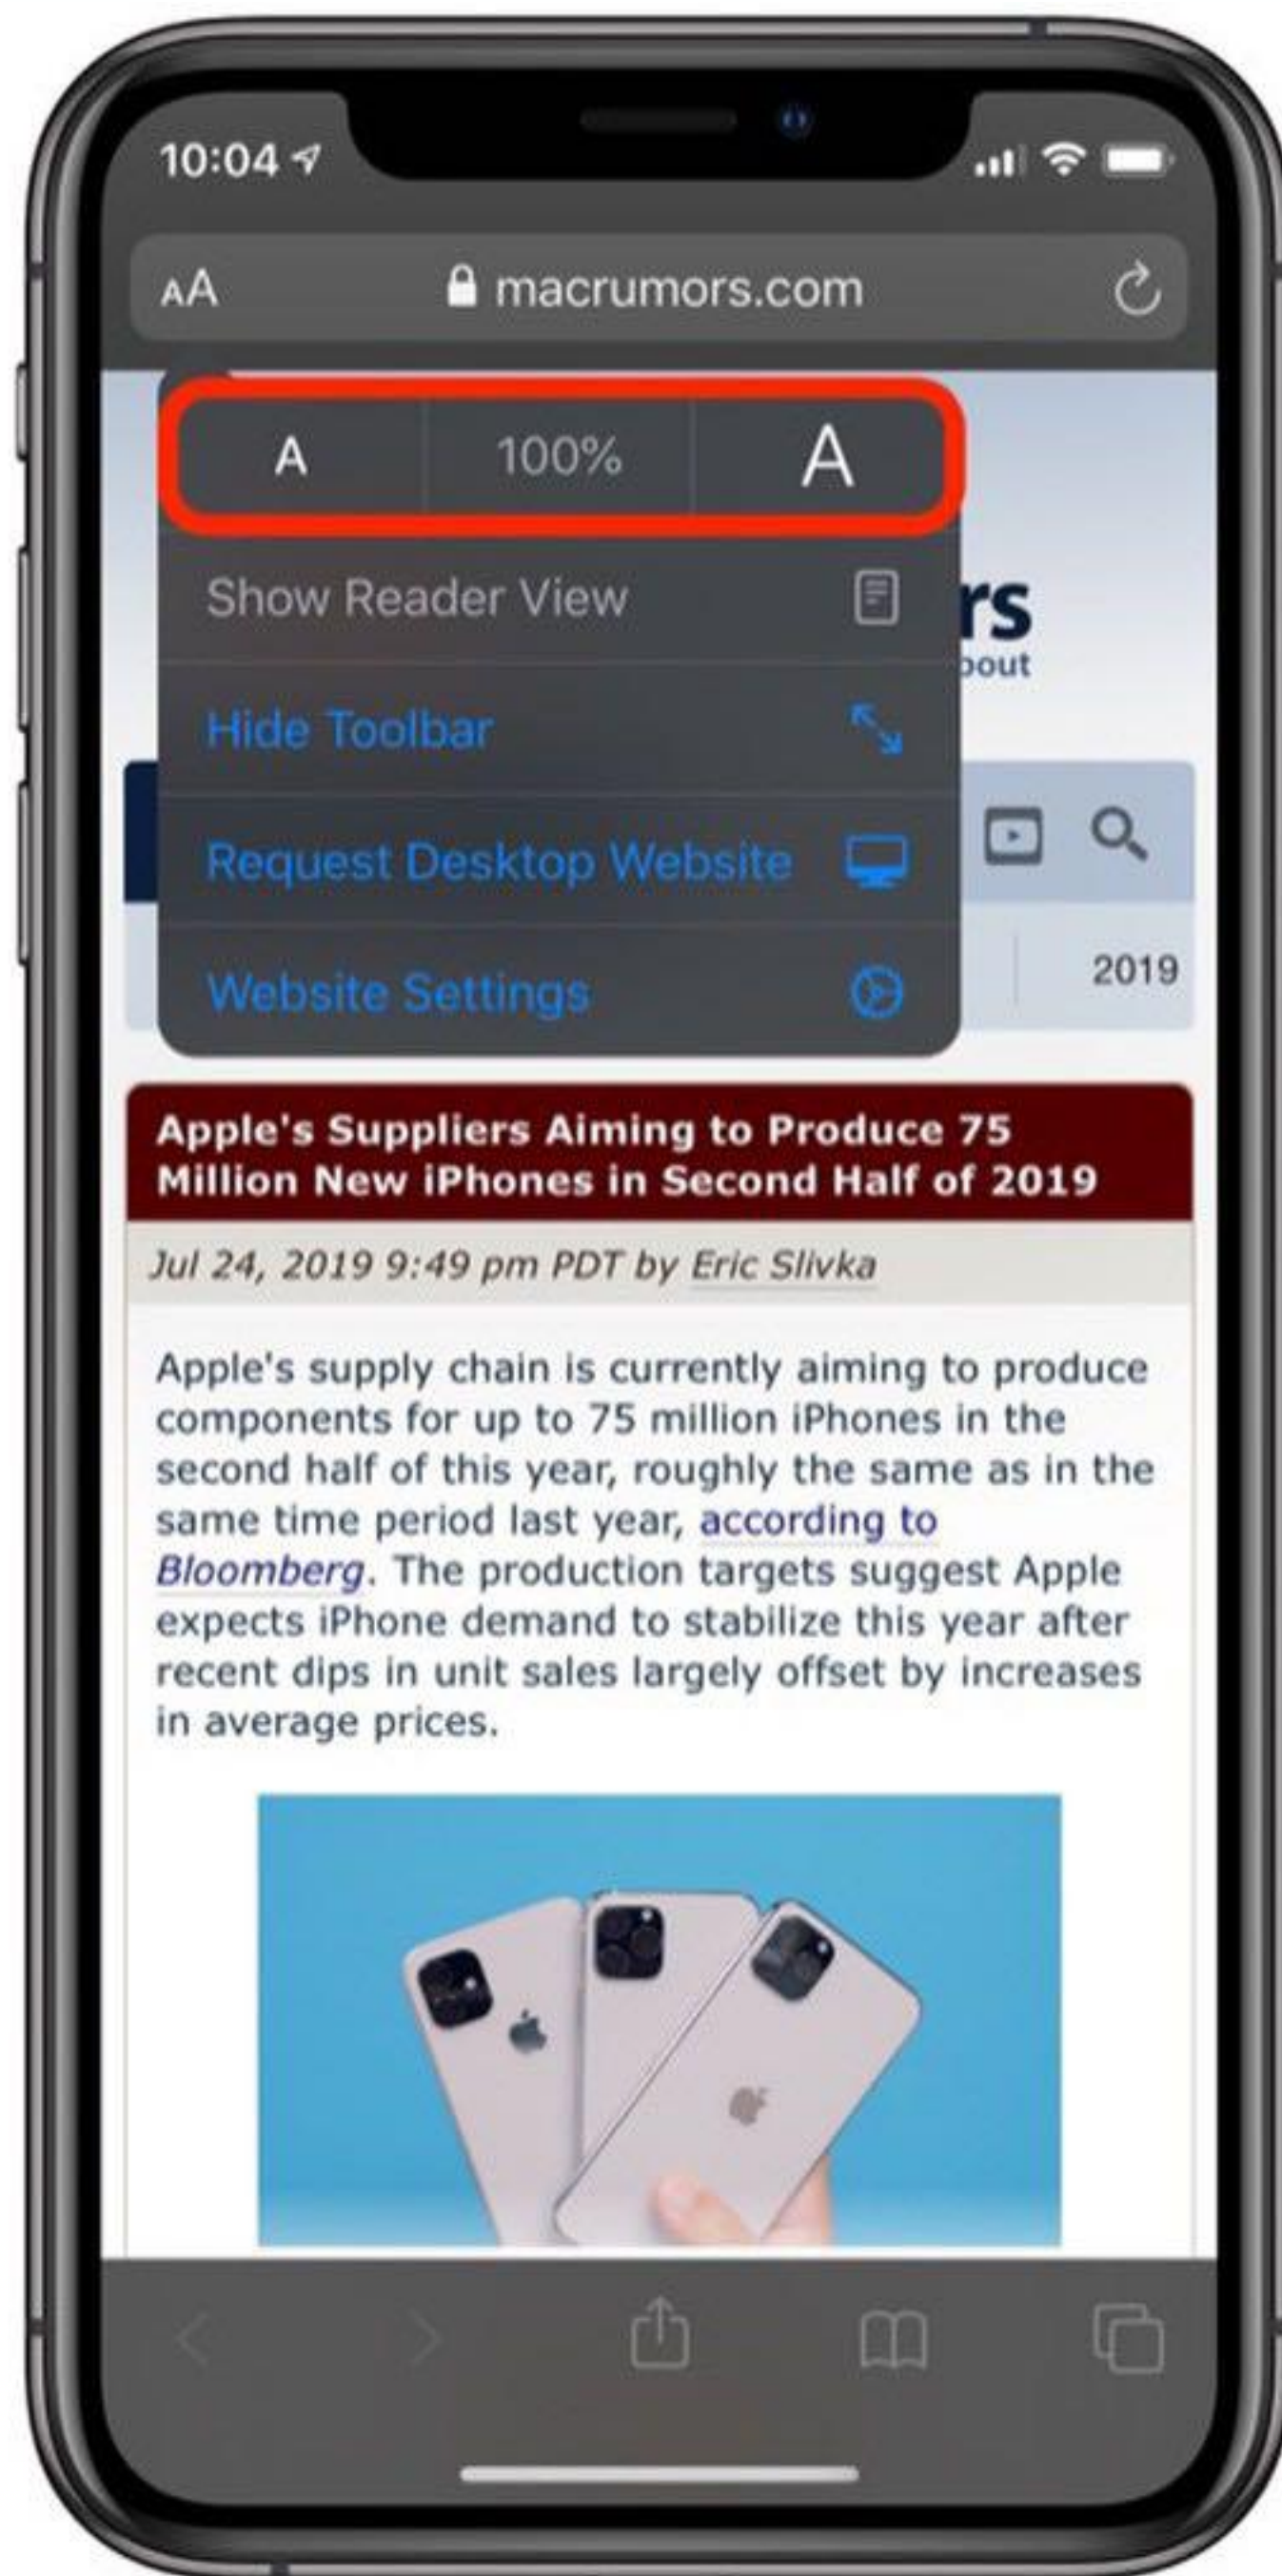 10:04
AA macrumors.com
A 100% A
Show Reader View
rs
Hide Toolbar
Request Desktop Website
Website Settings
2019
Apple's Suppliers Aiming to Produce 75
Million New iPhones in Second Half of 2019
Jul 24, 2019 9:49 pm PDT by Eric Slivka
Apple's supply chain is currently aiming to produce
components for up to 75 million iPhones in the
second half of this year, roughly the same as in the
same time period last year, according to
Bloomberg. The production targets suggest Apple
expects iPhone demand to stabilize this year after
recent dips in unit sales largely offset by increases
in average prices.